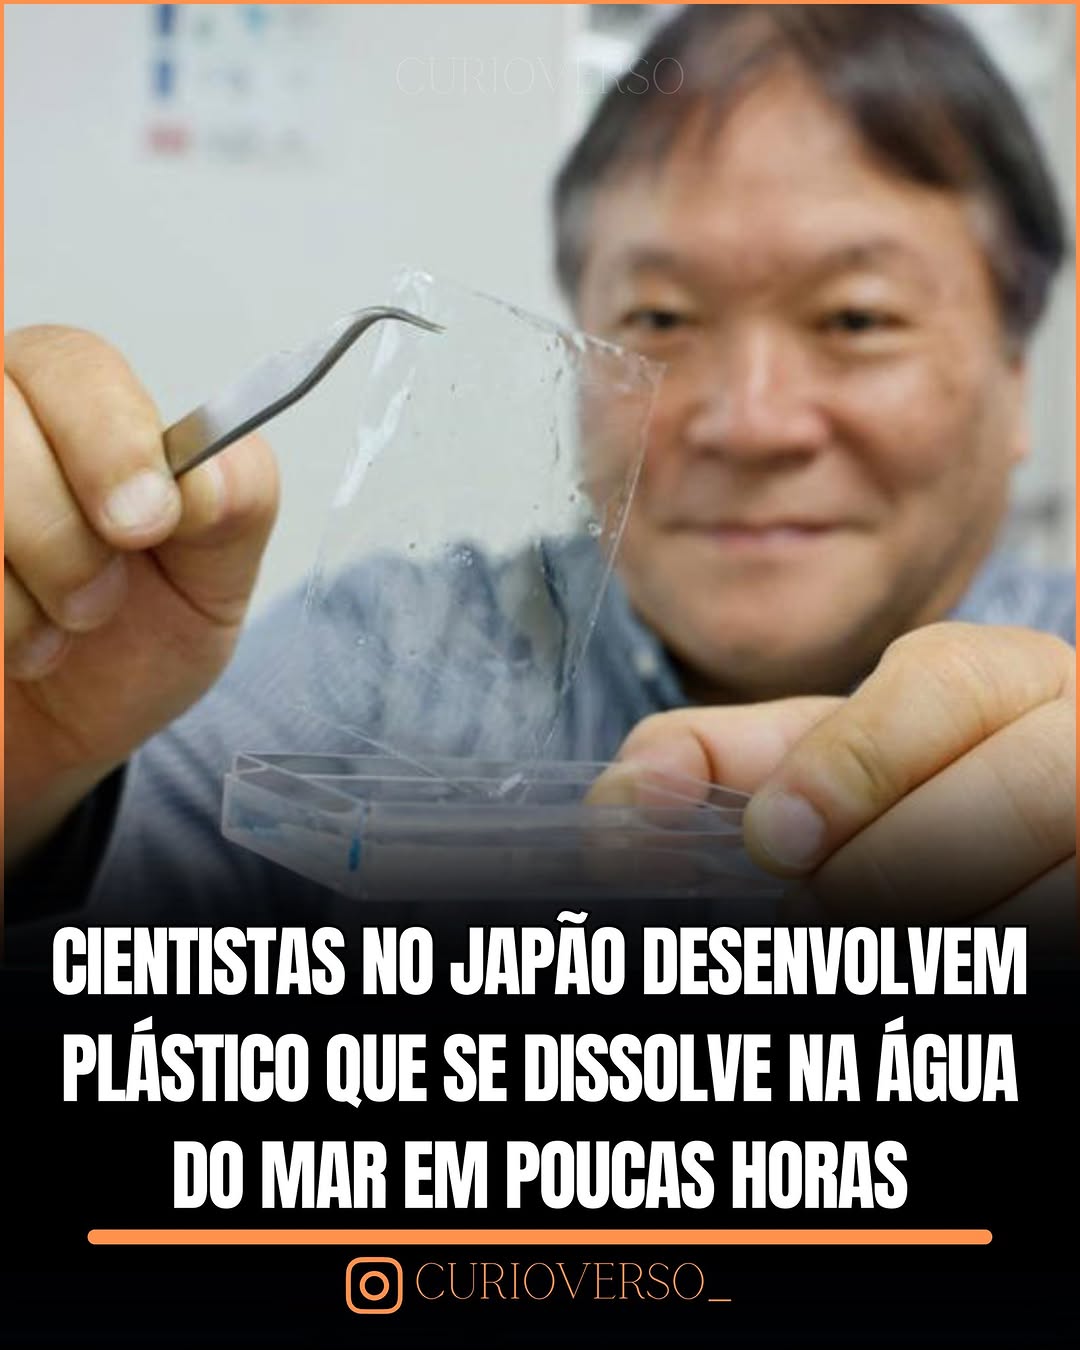 CURIOVERSO
CIENTISTAS NO JAPÃO DESENVOLVEM
PLÁSTICO QUE SE DISSOLVE NA ÁGUA
DO MAR EM POUCAS HORAS
CURIOVERSO_